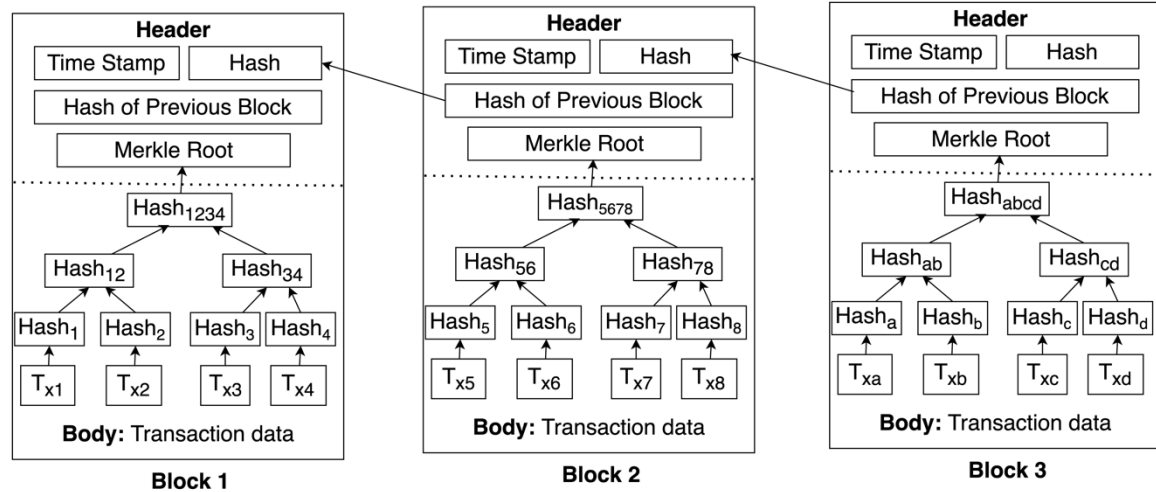 Header
Time Stamp
Hash
Hash of Previous Block
Merkle Root
Hash1234
Hash12
Hash34
Hash1
Hash2
Hash3
Hash4
Tx1
Tx2
Tx3
Tx4
Body: Transaction data
Block 1
Header
Time Stamp
Hash
Hash of Previous Block
Merkle Root
Hash5678
Hash56
Hash78
Hash5
Hash6
Hash7
Hash8
Tx5
Tx6
Tx7
Tx8
Body: Transaction data
Block 2
Header
Time Stamp
Hash
Hash of Previous Block
Merkle Root
Hashabcd
Hashab
Hashcd
Hasha
Hashb
Hashc
Hashd
Txa
Txb
Txc
Txd
Body: Transaction data
Block 3